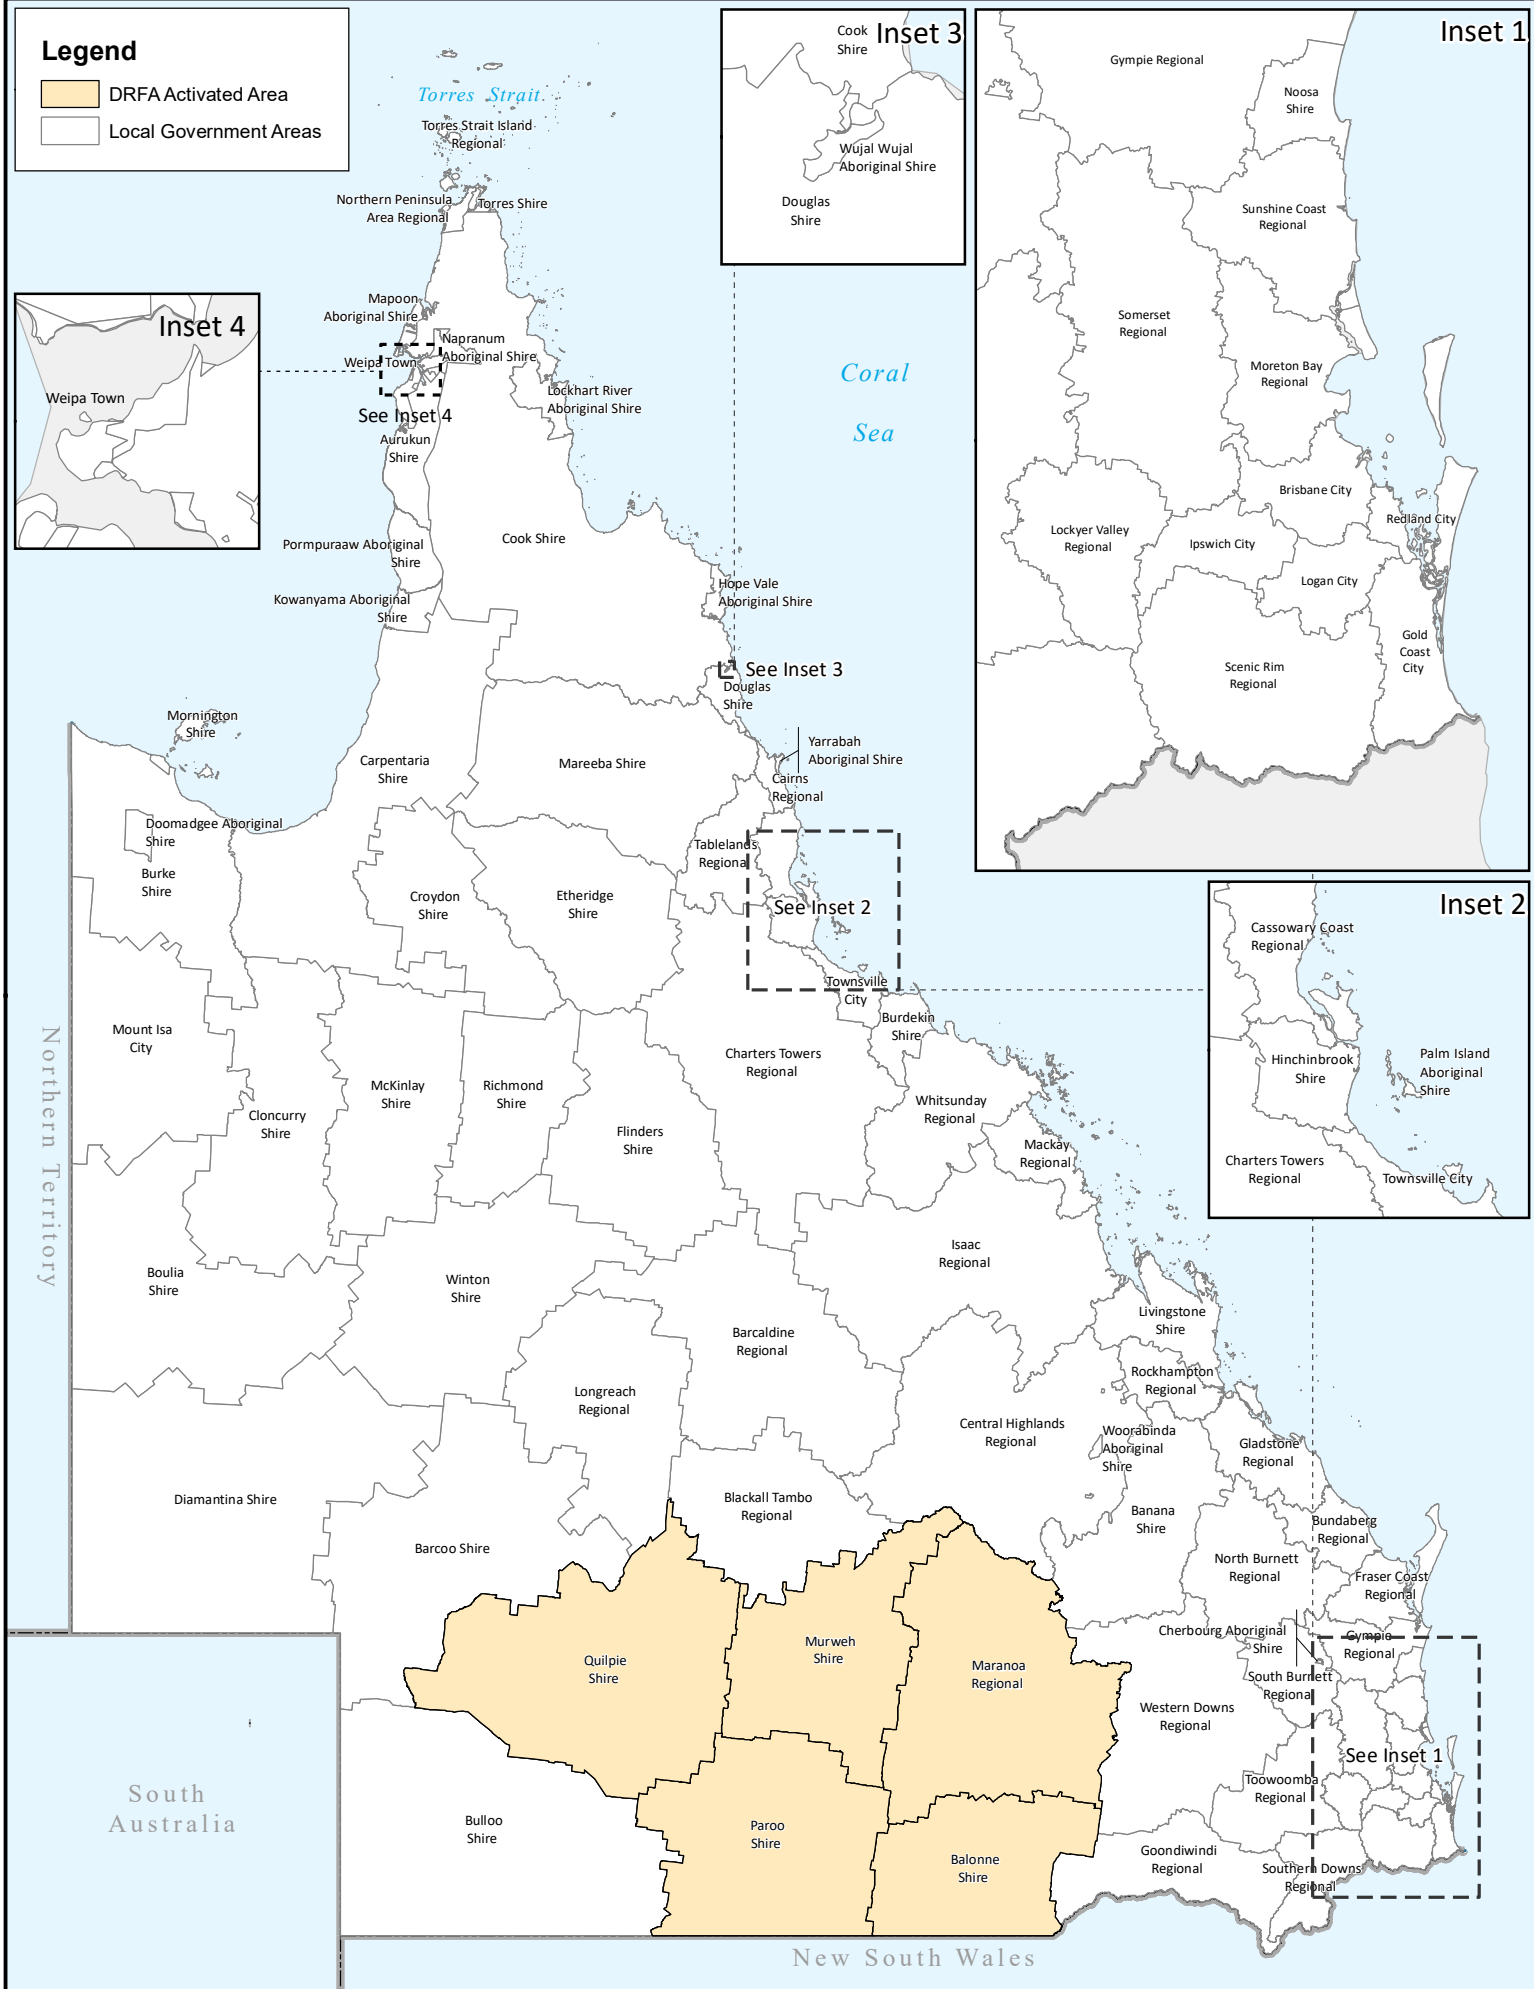 Legend
DRFA Activated Area
Local Government Areas
Torres Strait
Torres Strait Island
Regional
Northern Peninsula
Area Regional
Torres Shire
Mapoon
Aboriginal Shire
Napranum
Aboriginal Shire
Weipa Town
See Inset 4
Lockhart River
Aboriginal Shire
Aurukun
Shire
Inset 4
Weipa Town
Inset 3
Cook
Shire
Wujal Wujal
Aboriginal Shire
Douglas
Shire
Inset 1
Gympie Regional
Noosa
Shire
Sunshine Coast
Regional
Somerset
Regional
Moreton Bay
Regional
Brisbane City
Redland City
Lockyer Valley
Regional
Ipswich City
Logan City
Gold
Coast
City
Scenic Rim
Regional
Coral
Sea
Cook Shire
Pormpuraaw Aboriginal
Shire
Kowanyama Aboriginal
Shire
Hope Vale
Aboriginal Shire
See Inset 3
Douglas
Shire
Mornington
Shire
Carpentaria
Shire
Mareeba Shire
Yarrabah
Aboriginal Shire
Cairns
Regional
Doomadgee Aboriginal
Shire
Burke
Shire
Croydon
Shire
Etheridge
Shire
Tablelands
Regional
See Inset 2
Inset 2
Cassowary Coast
Regional
Hinchinbrook
Shire
Palm Island
Aboriginal
Shire
Charters Towers
Regional
Townsville City
Townsville
City
Burdekin
Shire
Northern Territory
Mount Isa
City
Cloncurry
Shire
McKinlay
Shire
Richmond
Shire
Flinders
Shire
Charters Towers
Regional
Whitsunday
Regional
Mackay
Regional
Boulia
Shire
Winton
Shire
Isaac
Regional
Livingstone
Shire
Barcaldine
Regional
Longreach
Regional
Rockhampton
Regional
Central Highlands
Regional
Woorabinda
Aboriginal
Shire
Gladstone
Regional
Diamantina Shire
Blackall Tambo
Regional
Banana
Shire
Bundaberg
Regional
Barcoo Shire
North Burnett
Regional
Fraser Coast
Regional
Cherbourg Aboriginal
Shire
Gympie
Regional
Quilpie
Shire
Murweh
Shire
Maranoa
Regional
South Burnett
Regional
Western Downs
Regional
See Inset 1
Toowoomba
Regional
South
Australia
Bulloo
Shire
Paroo
Shire
Balonne
Shire
Goondiwindi
Regional
Southern Downs
Regional
New South Wales